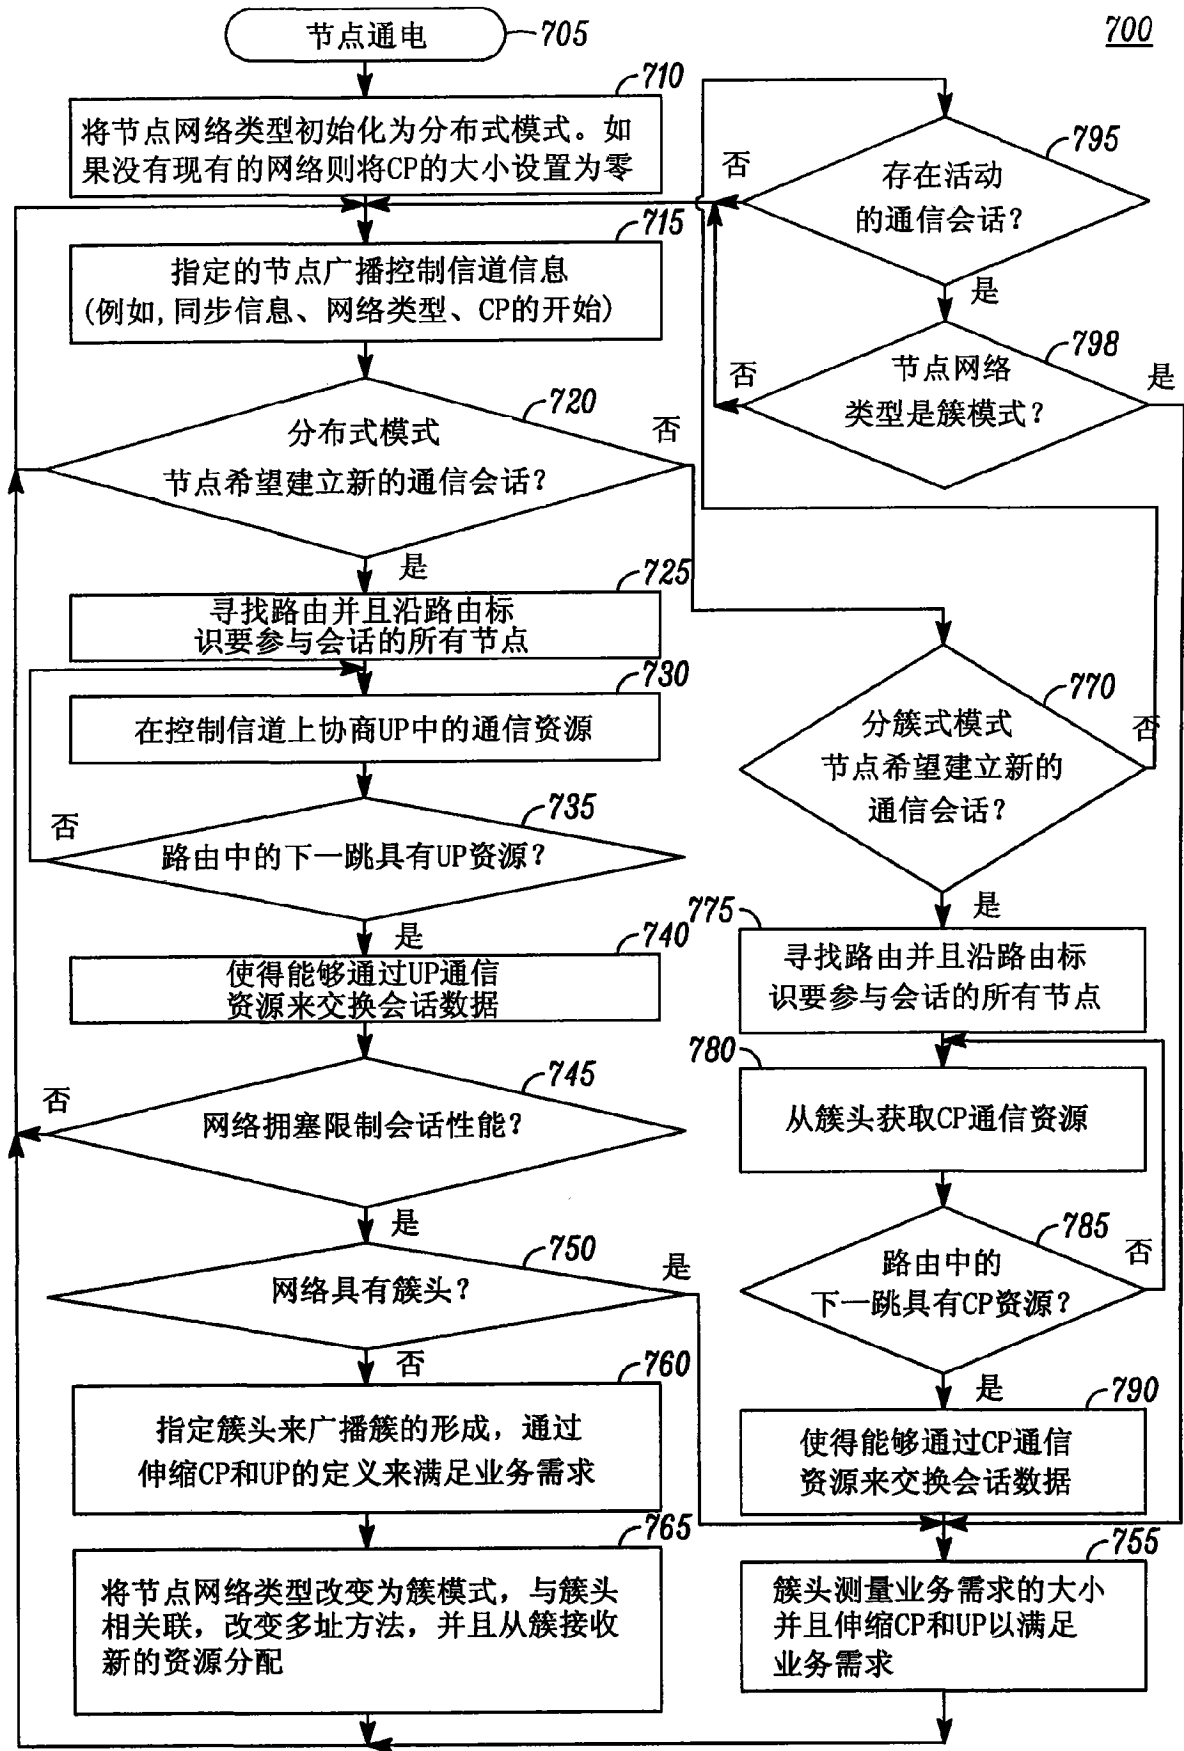 700
节点通电
705
710
将节点网络类型初始化为分布式模式。如
果没有现有的网络则将CP的大小设置为零
715
指定的节点广播控制信道信息
(例如,同步信息、网络类型、CP的开始)
720
分布式模式
节点希望建立新的通信会话?
否
是
725
寻找路由并且沿路由标
识要参与会话的所有节点
730
在控制信道上协商UP中的通信资源
735
路由中的下一跳具有UP资源?
否
是
740
使得能够通过UP通信
资源来交换会话数据
745
网络拥塞限制会话性能?
否
是
750
网络具有簇头?
是
否
760
指定簇头来广播簇的形成，通过
伸缩CP和UP的定义来满足业务需求
765
将节点网络类型改变为簇模式，与簇头
相关联，改变多址方法，并且从簇接收
新的资源分配
795
存在活动
的通信会话?
否
是
798
节点网络
类型是簇模式?
否
是
770
分簇式模式
节点希望建立新的
通信会话?
否
是
775
寻找路由并且沿路由标
识要参与会话的所有节点
780
从簇头获取CP通信资源
785
路由中的
下一跳具有CP资源?
否
是
790
使得能够通过CP通信
资源来交换会话数据
755
簇头测量业务需求的大小
并且伸缩CP和UP以满足
业务需求